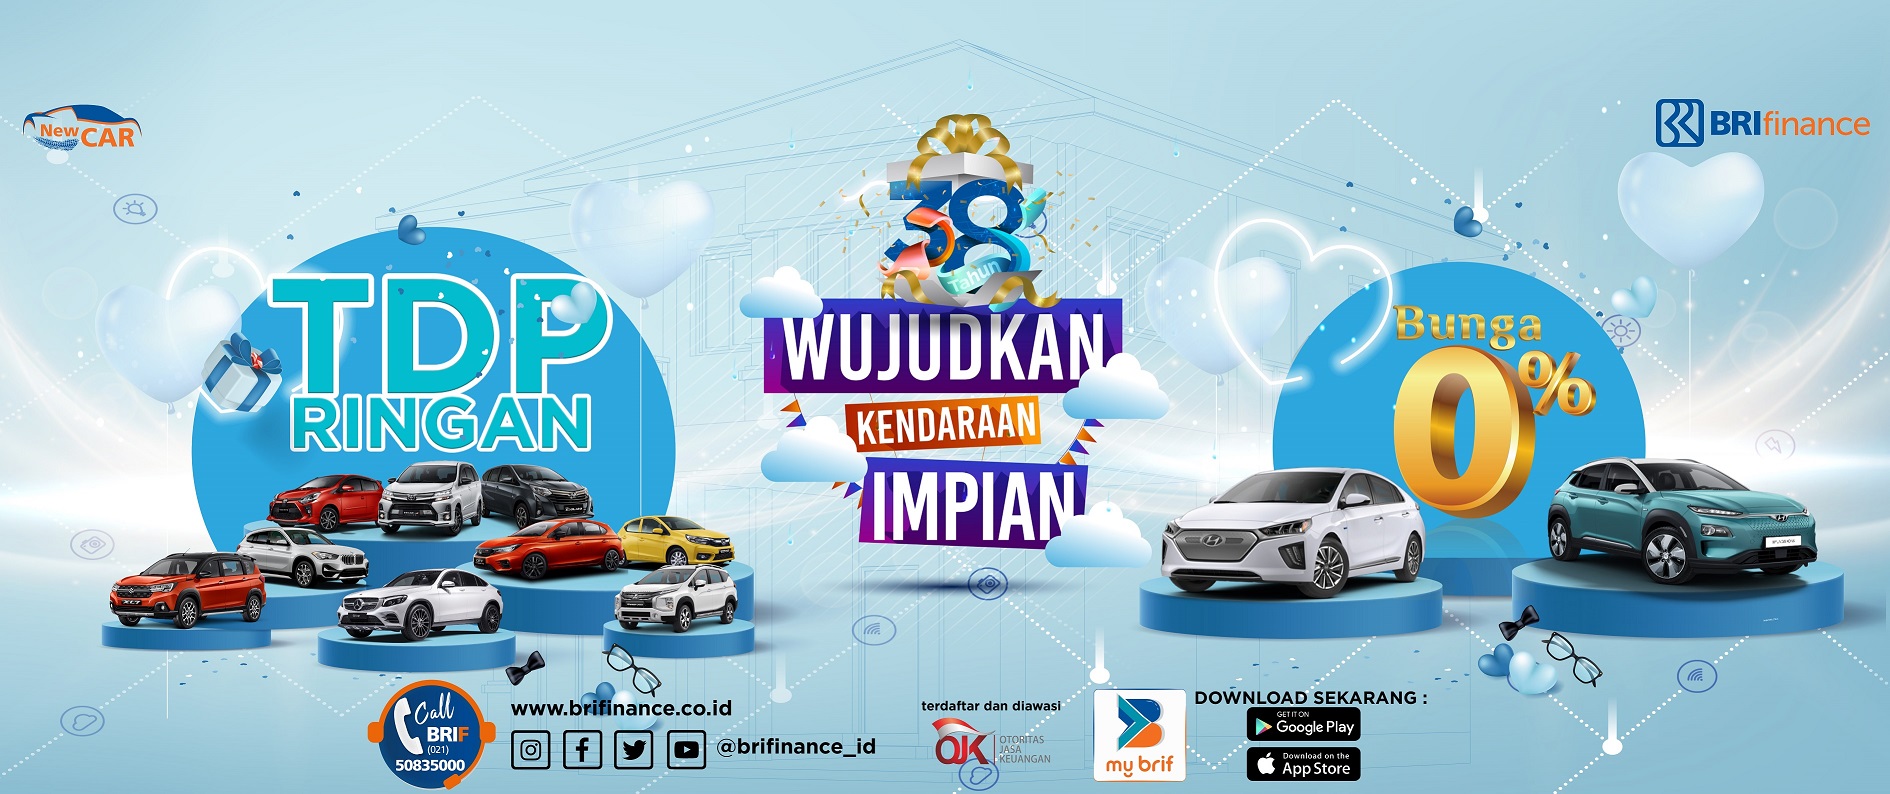 New CAR
BRIfinance
38
Tahun
WUJUDKAN
KENDARAAN
IMPIAN
TDP
RINGAN
Bunga
0%
XL7
Call
BRIF
(021)
50835000
www.brifinance.co.id
@brifinance_id
terdaftar dan diawasi
OJK
OTORITAS
JASA
KEUANGAN
my brif
DOWNLOAD SEKARANG :
GET IT ON
Google Play
Download on the
App Store